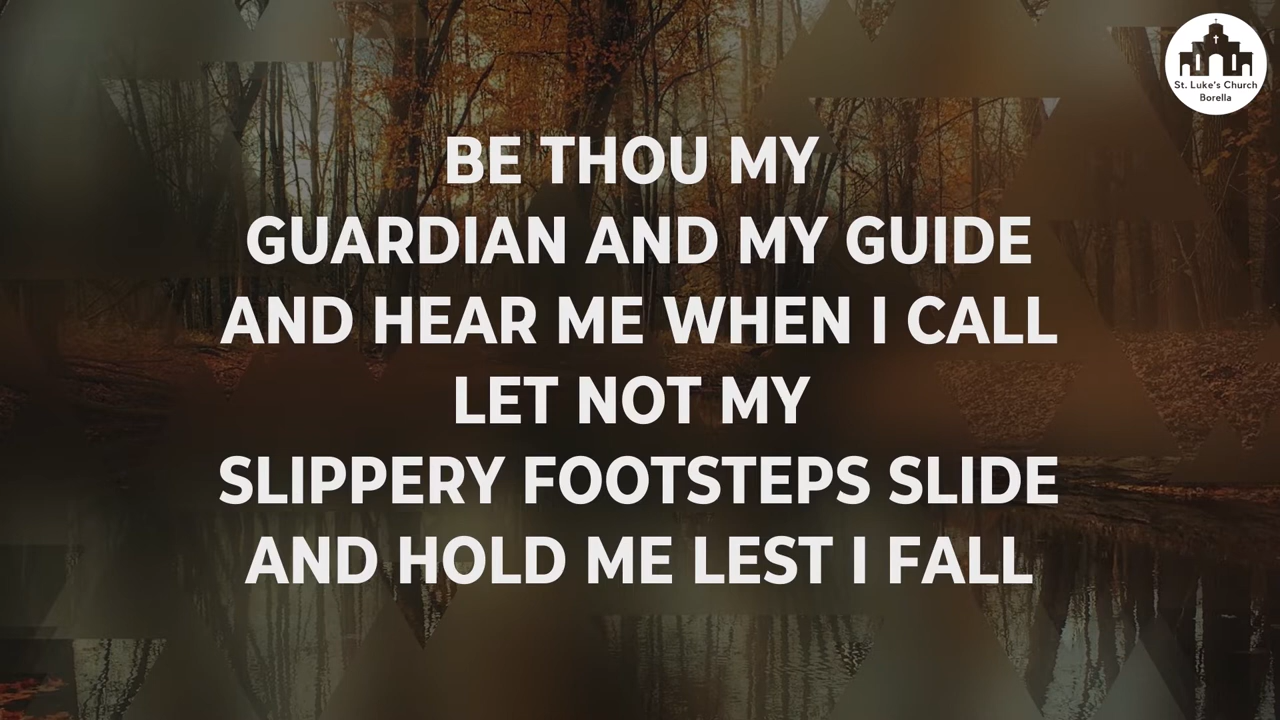 St. Luke's Church
Borella
BE THOU MY
GUARDIAN AND MY GUIDE
AND HEAR ME WHEN I CALL
LET NOT MY
SLIPPERY FOOTSTEPS SLIDE
AND HOLD ME LEST I FALL